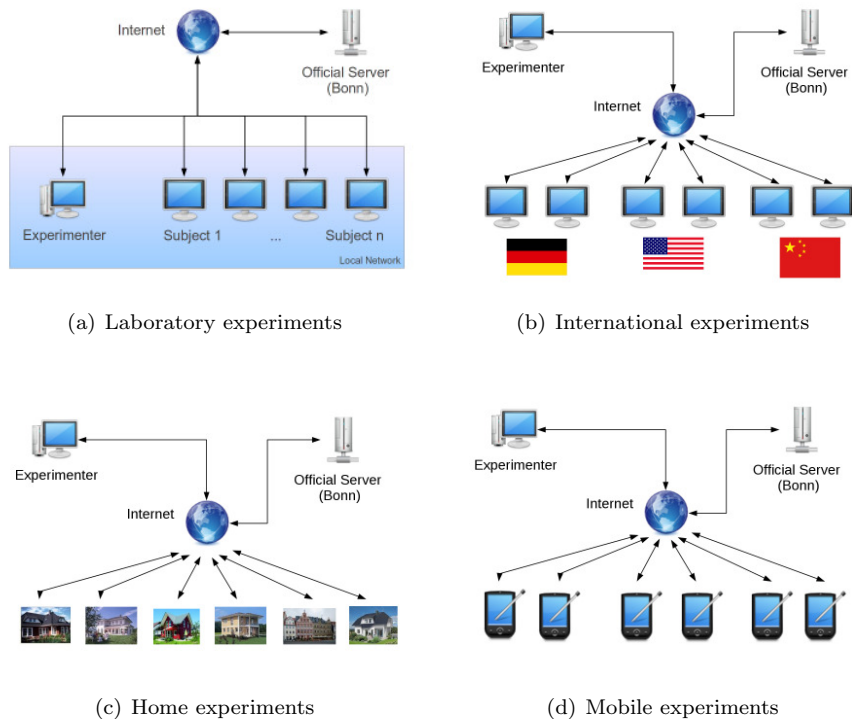 Internet
Official Server
(Bonn)
Experimenter
Subject 1
...
Subject n
Local Network
(a) Laboratory experiments
Experimenter
Official Server
(Bonn)
Internet
(b) International experiments
Experimenter
Official Server
(Bonn)
Internet
(c) Home experiments
Experimenter
Official Server
(Bonn)
Internet
(d) Mobile experiments